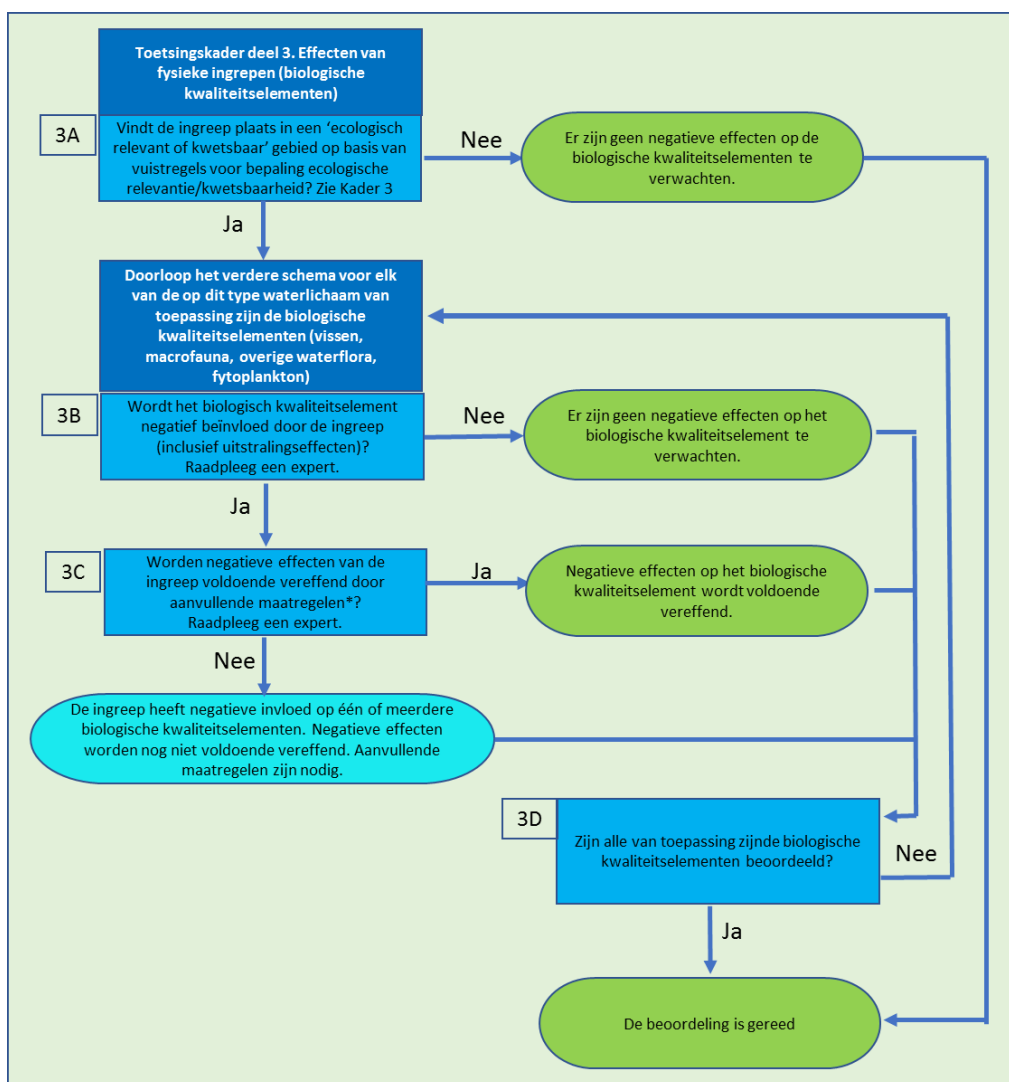 Toetsingskader deel 3. Effecten van
fysieke ingrepen (biologische
kwaliteitselementen)
3A
Vindt de ingreep plaats in een ‘ecologisch
relevant of kwetsbaar’ gebied op basis van
vuistregels voor bepaling ecologische
relevantie/kwetsbaarheid? Zie Kader 3
Nee
Er zijn geen negatieve effecten op de
biologische kwaliteitselementen te
verwachten.
Ja
Doorloop het verdere schema voor elk
van de op dit type waterlichaam van
toepassing zijn de biologische
kwaliteitselementen (vissen,
macrofauna, overige waterflora,
fytoplankton)
3B
Wordt het biologisch kwaliteitselement
negatief beïnvloed door de ingreep
(inclusief uitstralingseffecten)?
Raadpleeg een expert.
Nee
Er zijn geen negatieve effecten op het
biologische kwaliteitselement te
verwachten.
Ja
3C
Worden negatieve effecten van de
ingreep voldoende vereffend door
aanvullende maatregelen*?
Raadpleeg een expert.
Ja
Negatieve effecten op het biologische
kwaliteitselement wordt voldoende
vereffend.
Nee
De ingreep heeft negatieve invloed op één of meerdere
biologische kwaliteitselementen. Negatieve effecten
worden nog niet voldoende vereffend. Aanvullende
maatregelen zijn nodig.
3D
Zijn alle van toepassing zijnde biologische
kwaliteitselementen beoordeeld?
Nee
Ja
De beoordeling is gereed